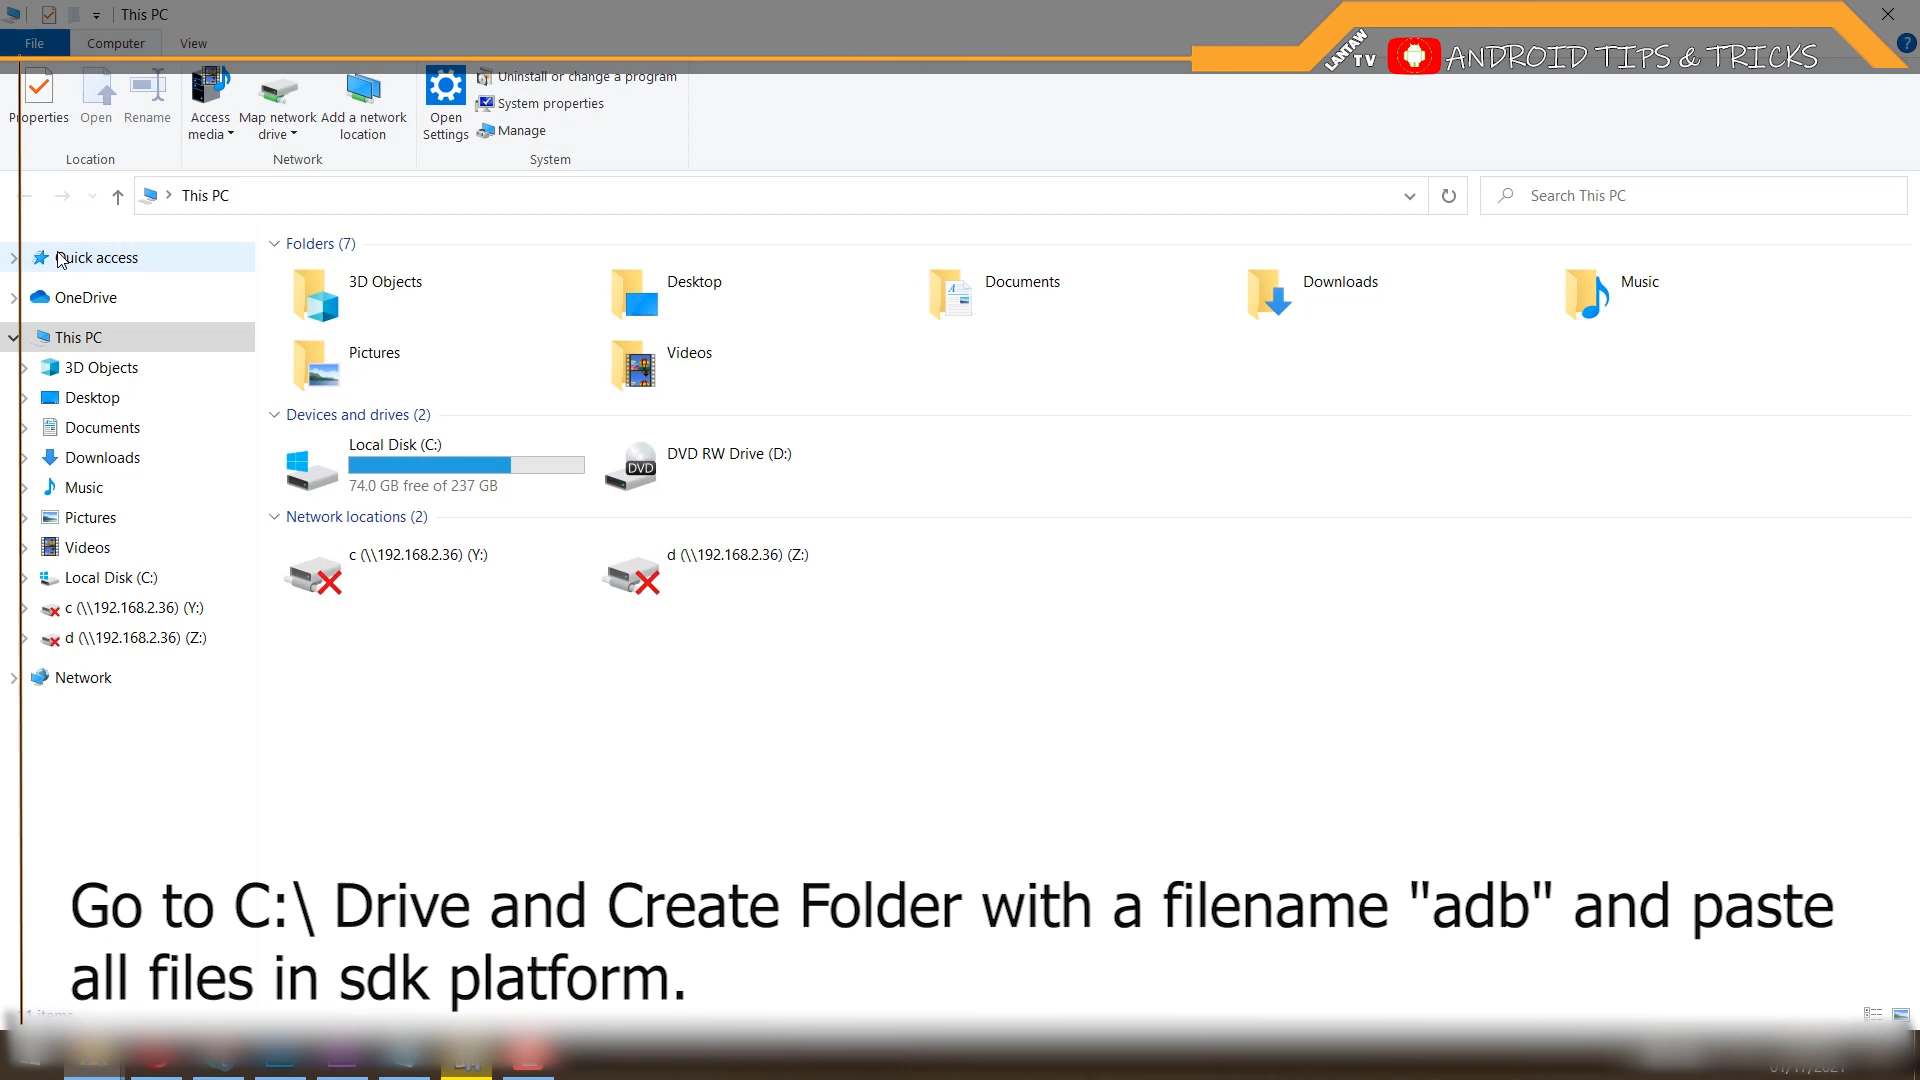 This PC
LANTAW TV ANDROID TIPS & TRICKS
File Computer View
Properties
Open
Rename
Access media
Map network drive
Add a network location
Open Settings
Uninstall or change a program
System properties
Manage
Location
Network
System
This PC
Search This PC
Quick access
OneDrive
This PC
3D Objects
Desktop
Documents
Downloads
Music
Pictures
Videos
Local Disk (C:)
c (\\192.168.2.36) (Y:)
d (\\192.168.2.36) (Z:)
Network
Folders (7)
3D Objects
Desktop
Documents
Downloads
Music
Pictures
Videos
Devices and drives (2)
Local Disk (C:)
74.0 GB free of 237 GB
DVD
DVD RW Drive (D:)
Network locations (2)
c (\\192.168.2.36) (Y:)
d (\\192.168.2.36) (Z:)
Go to C:\ Drive and Create Folder with a filename "adb" and paste
all files in sdk platform.
items